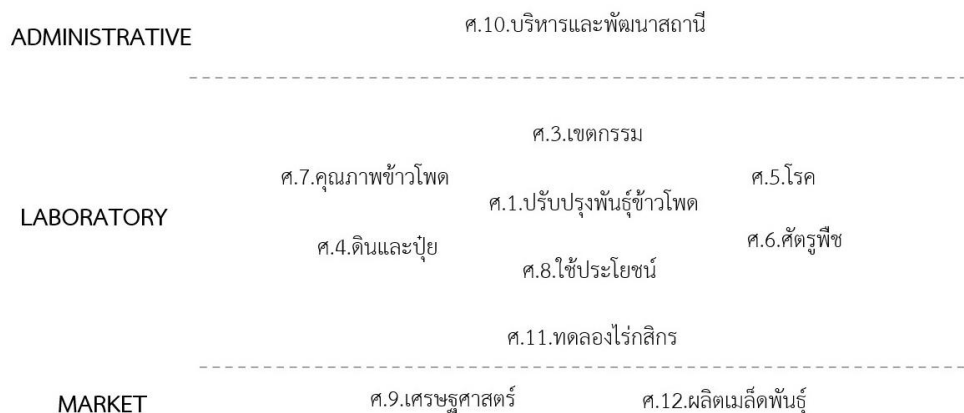 ADMINISTRATIVE
ศ.10.บริหารและพัฒนาสถานี
ศ.3.เขตกรรม
ศ.7.คุณภาพข้าวโพด
ศ.5.โรค
ศ.1.ปรับปรุงพันธุ์ข้าวโพด
LABORATORY
ศ.4.ดินและปุ๋ย
ศ.6.ศัตรูพืช
ศ.8.ใช้ประโยชน์
ศ.11.ทดลองไร่กสิกร
MARKET
ศ.9.เศรษฐศาสตร์
ศ.12.ผลิตเมล็ดพันธุ์